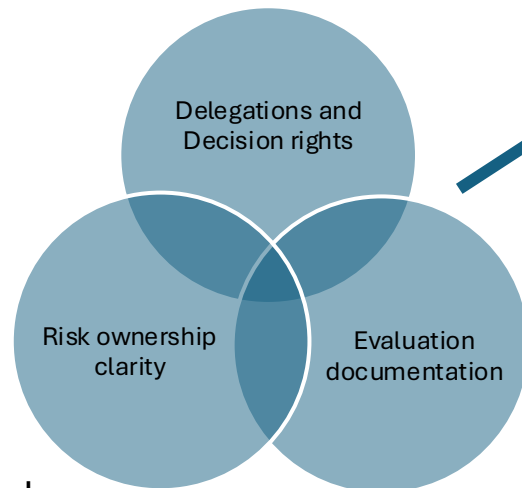 Delegations and
Decision rights
Risk ownership
clarity
Evaluation
documentation